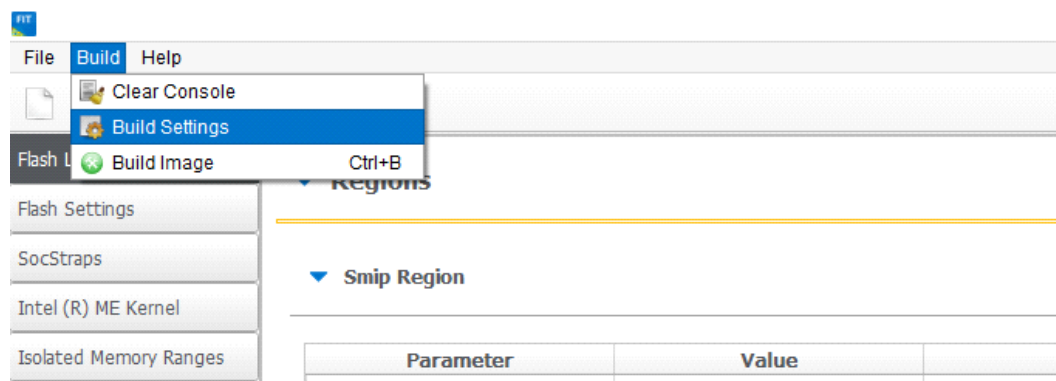 FIT
File Build Help
Clear Console
Build Settings
Build Image Ctrl+B
Flash L
Regions
Flash Settings
SocStraps
Smip Region
Intel (R) ME Kernel
Isolated Memory Ranges
Parameter Value